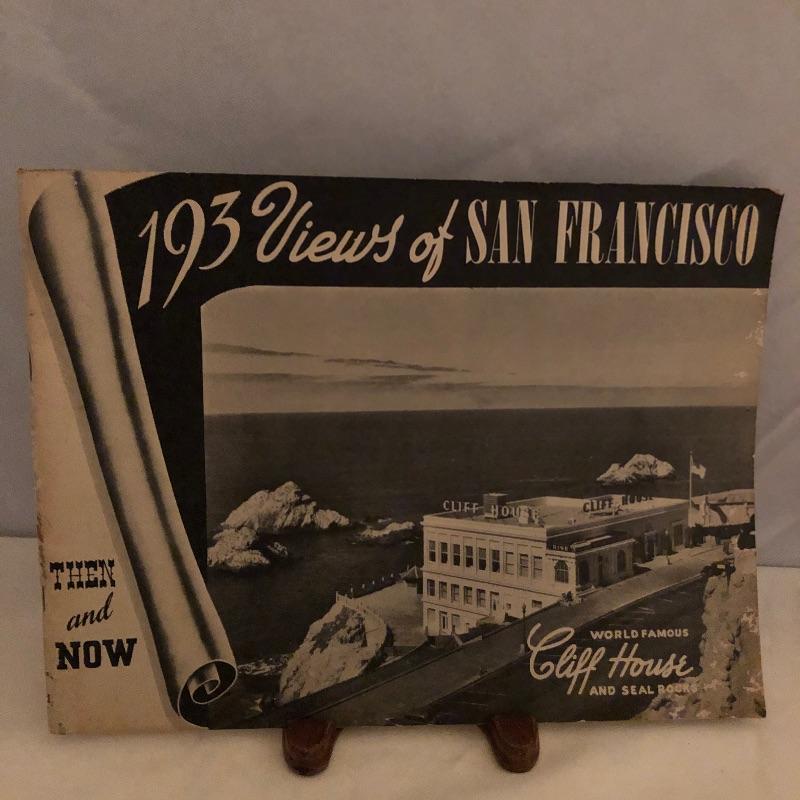 193 Views of SAN FRANCISCO
CLIFF HOUSE
CLIFF HOUSE
WORLD FAMOUS
Cliff House
AND SEAL ROCKS
THEN
and
NOW